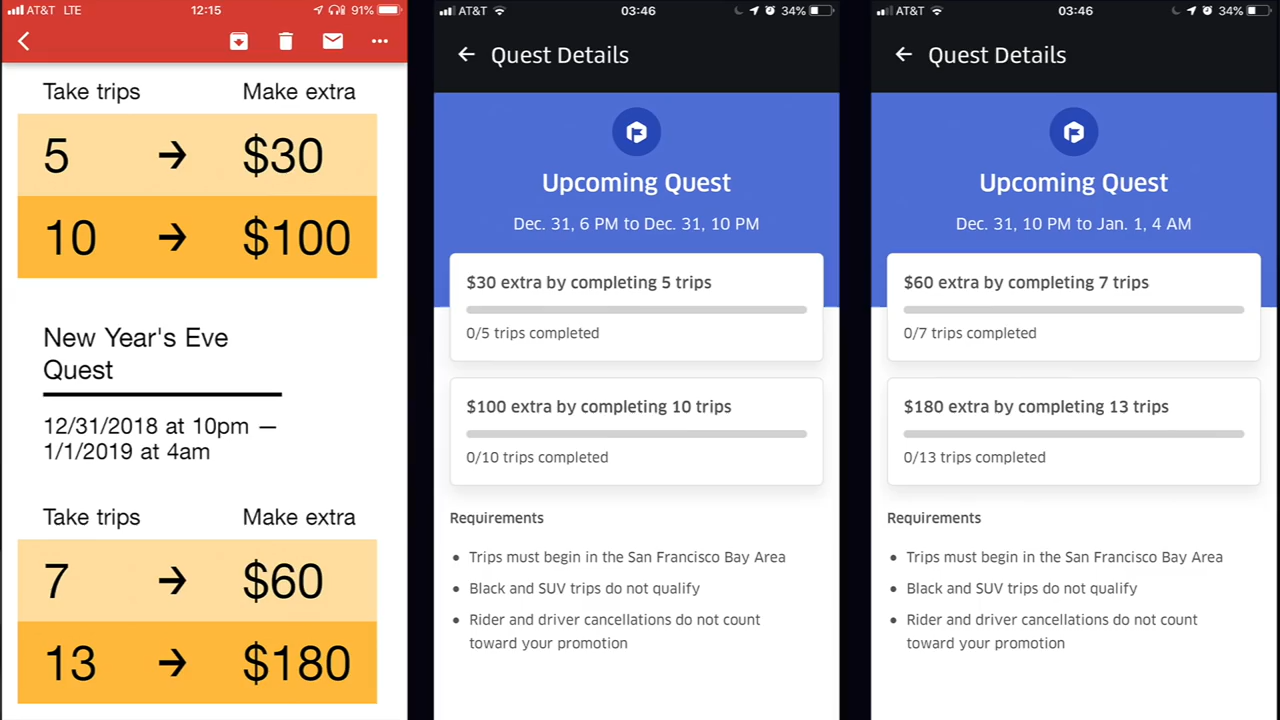 AT&T LTE 12:15 91%
Take trips Make extra
5 → $30
10 → $100
New Year's Eve
Quest
12/31/2018 at 10pm —
1/1/2019 at 4am
Take trips Make extra
7 → $60
13 → $180
AT&T 03:46 34%
← Quest Details
Upcoming Quest
Dec. 31, 6 PM to Dec. 31, 10 PM
$30 extra by completing 5 trips
0/5 trips completed
$100 extra by completing 10 trips
0/10 trips completed
Requirements
• Trips must begin in the San Francisco Bay Area
• Black and SUV trips do not qualify
• Rider and driver cancellations do not count
toward your promotion
AT&T 03:46 34%
← Quest Details
Upcoming Quest
Dec. 31, 10 PM to Jan. 1, 4 AM
$60 extra by completing 7 trips
0/7 trips completed
$180 extra by completing 13 trips
0/13 trips completed
Requirements
• Trips must begin in the San Francisco Bay Area
• Black and SUV trips do not qualify
• Rider and driver cancellations do not count
toward your promotion